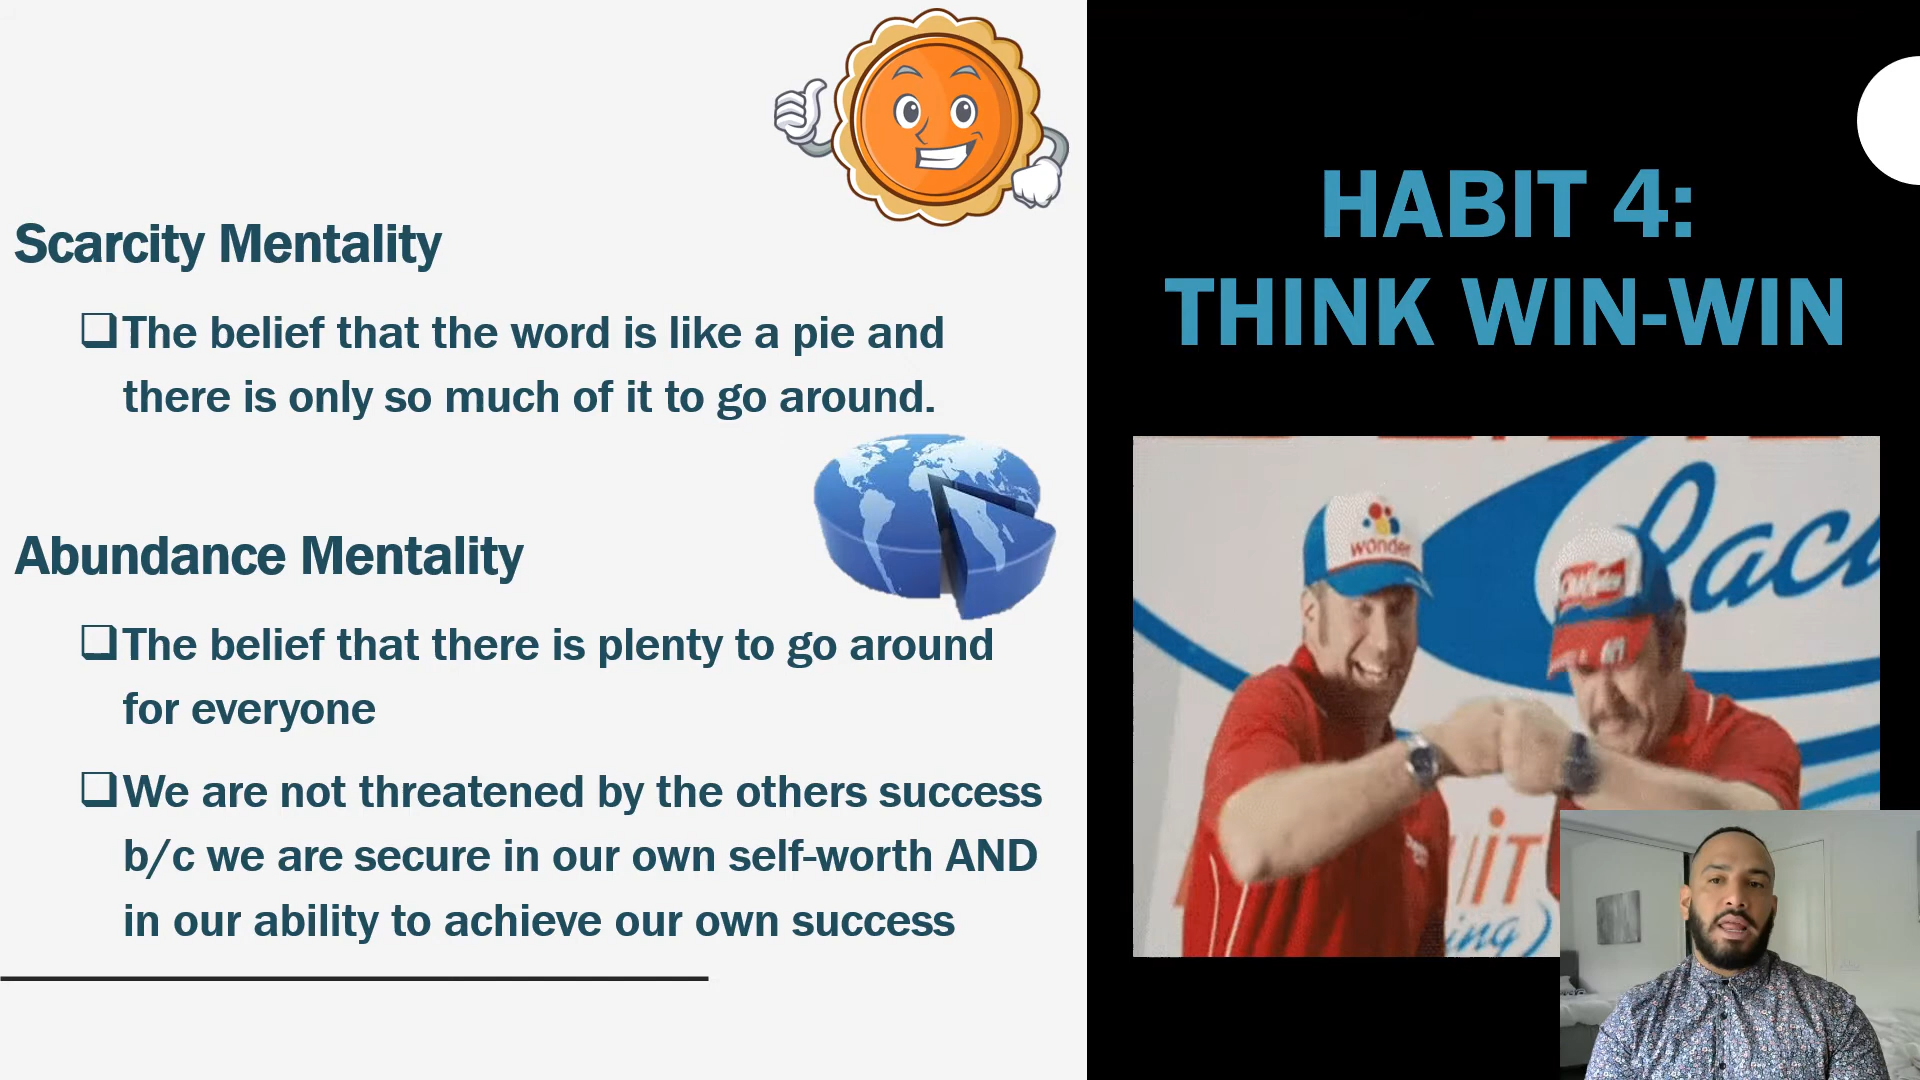 Scarcity Mentality
The belief that the word is like a pie and
there is only so much of it to go around.
Abundance Mentality
The belief that there is plenty to go around
for everyone
We are not threatened by the others success
b/c we are secure in our own self-worth AND
in our ability to achieve our own success
HABIT 4:
THINK WIN-WIN
wonder